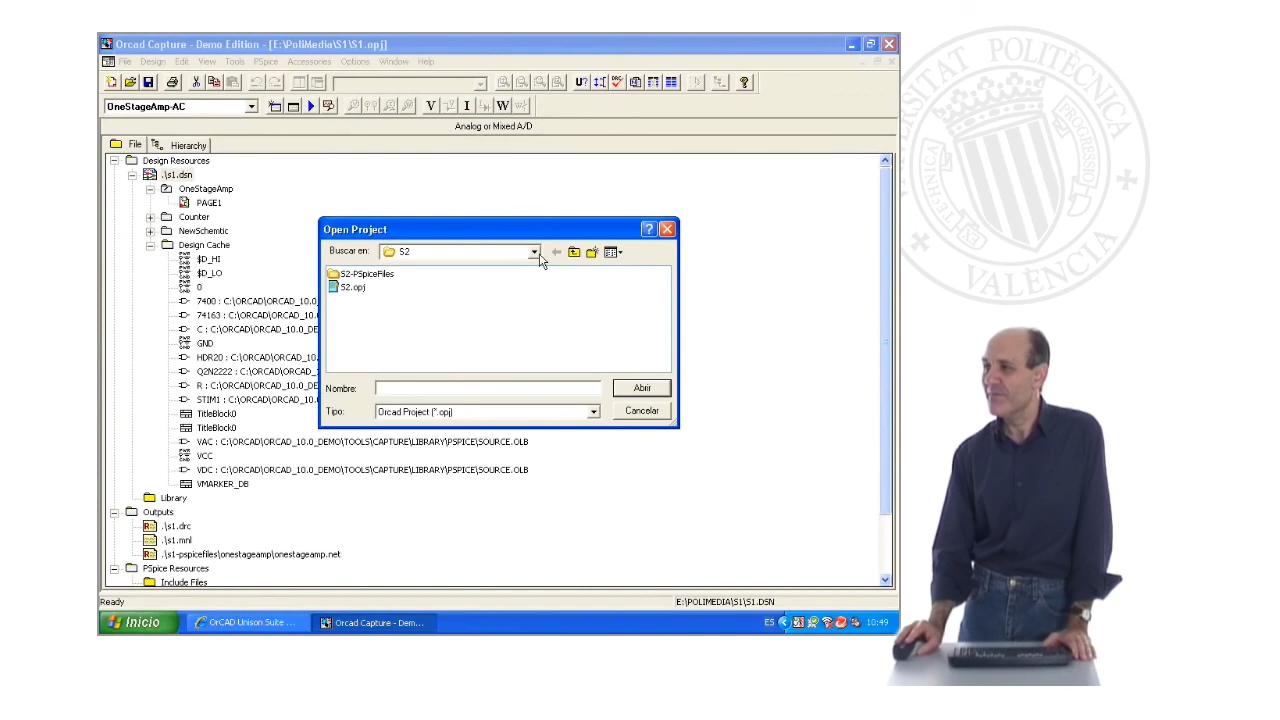 Orcad Capture - Demo Edition - [E:\PoliMedia\S1\S1.opj]
File Design Edit View Tools PSpice Accessories Options Window Help
U?
OneStageAmp-AC
V I W
Analog or Mixed A/D
File Hierarchy
Design Resources
.\s1.dsn
OneStageAmp
PAGE1
Counter
NewSchemtic
Design Cache
$D_HI
$D_LO
0
7400 : C:\ORCAD\ORCAD_10.0_
74163 : C:\ORCAD\ORCAD_10.0
C : C:\ORCAD\ORCAD_10.0_DE
GND
HDR20 : C:\ORCAD\ORCAD_10.
Q2N2222 : C:\ORCAD\ORCAD_1
R : C:\ORCAD\ORCAD_10.0_DE
STIM1 : C:\ORCAD\ORCAD_10.0
TitleBlock0
TitleBlock0
VAC : C:\ORCAD\ORCAD_10.0_DEMO\TOOLS\CAPTURE\LIBRARY\PSPICE\SOURCE.OLB
VCC
VDC : C:\ORCAD\ORCAD_10.0_DEMO\TOOLS\CAPTURE\LIBRARY\PSPICE\SOURCE.OLB
VMARKER_DB
Library
Outputs
.\s1.drc
.\s1.mnl
.\s1-pspicefiles\onestageamp\onestageamp.net
PSpice Resources
Include Files
Open Project
Buscar en: S2
S2-PSpiceFiles
S2.opj
Nombre: Abrir
Tipo: Orcad Project (*.opj) Cancelar
Ready E:\POLIMEDIA\S1\S1.DSN
Inicio OrCAD Unison Suite ... Orcad Capture - Dem... ES 10:49
UNIVERSITAT POLITÈCNICA
DE VALÈNCIA